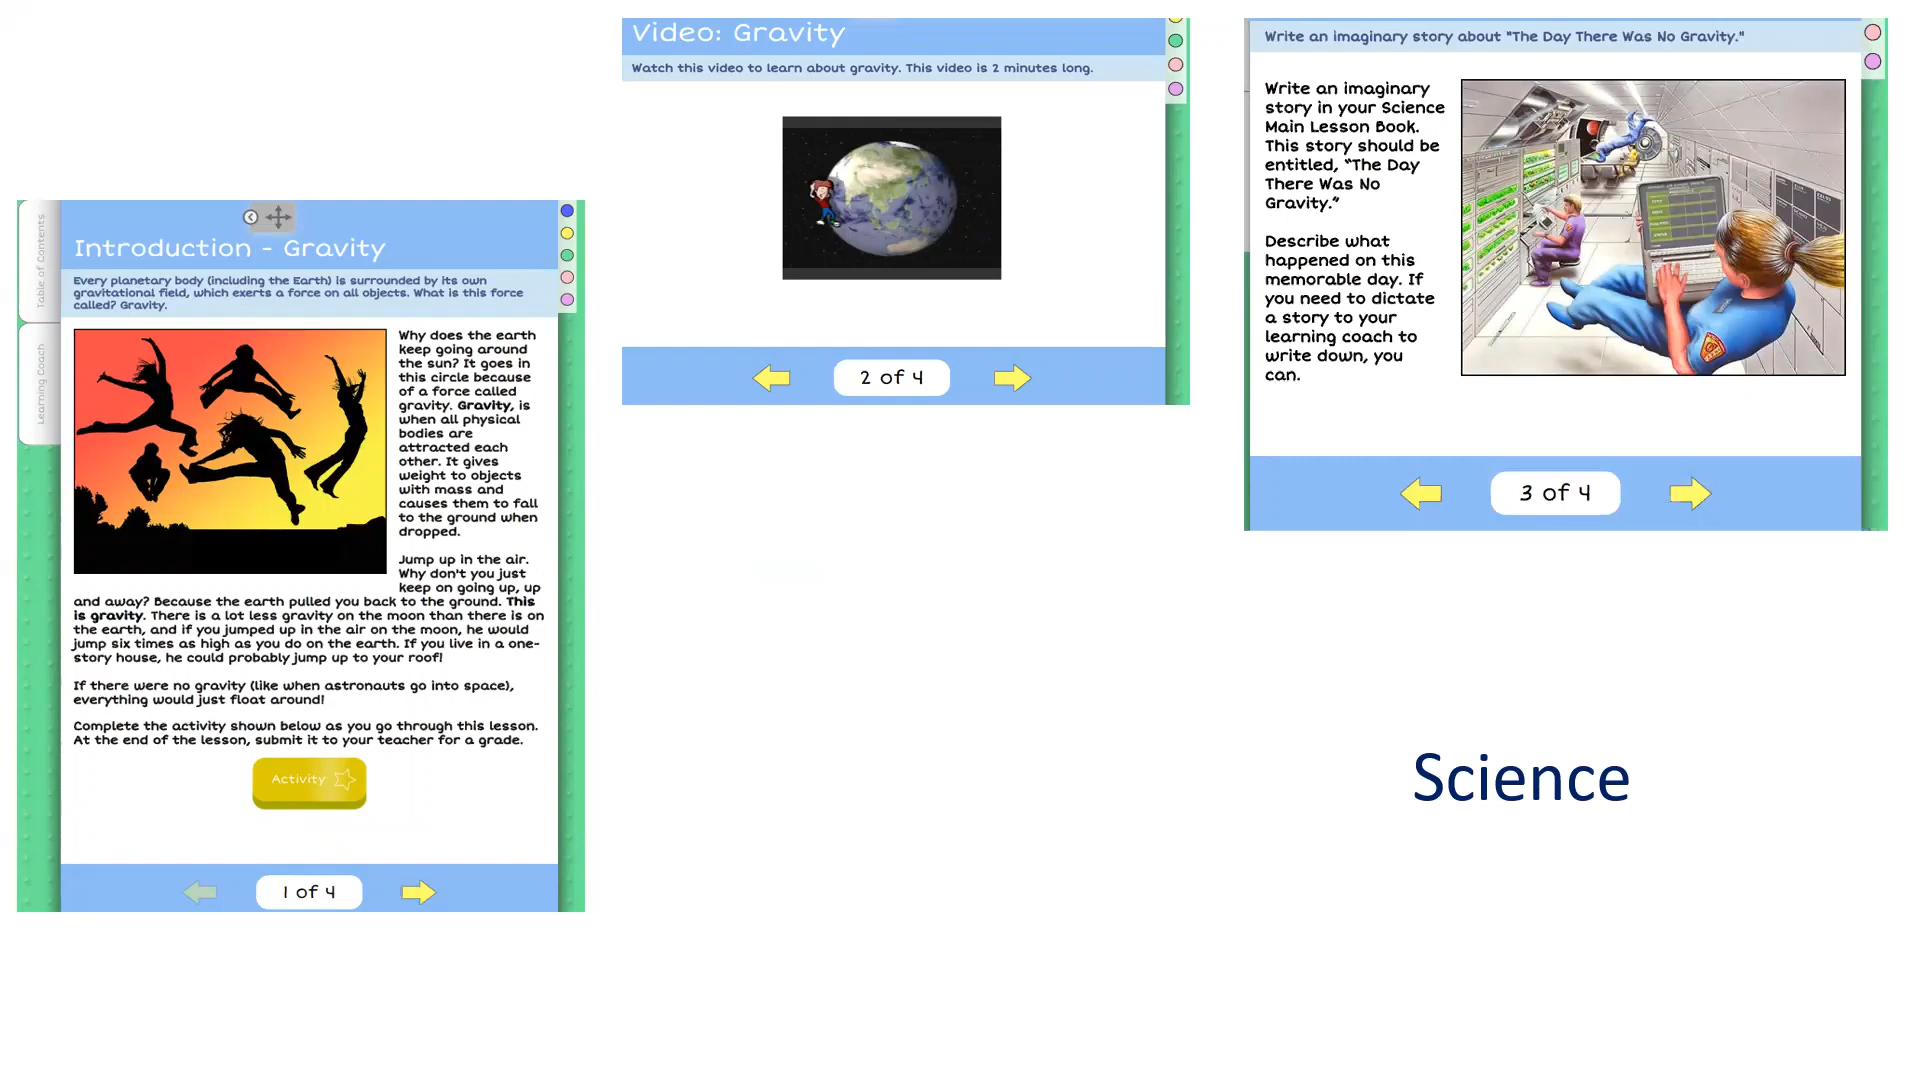 Table of Contents
Learning Coach
Introduction - Gravity
Every planetary body (including the Earth) is surrounded by its own
gravitational field, which exerts a force on all objects. What is this force
called? Gravity.
Why does the earth
keep going around
the sun? It goes in
this circle because
of a force called
gravity. Gravity, is
when all physical
bodies are
attracted each
other. It gives
weight to objects
with mass and
causes them to fall
to the ground when
dropped.
Jump up in the air.
Why don't you just
keep on going up, up
and away? Because the earth pulled you back to the ground. This
is gravity. There is a lot less gravity on the moon than there is on
the earth, and if you jumped up in the air on the moon, he would
jump six times as high as you do on the earth. If you live in a one-
story house, he could probably jump up to your roof!
If there were no gravity (like when astronauts go into space),
everything would just float around!
Complete the activity shown below as you go through this lesson.
At the end of the lesson, submit it to your teacher for a grade.
Activity
1 of 4
Video: Gravity
Watch this video to learn about gravity. This video is 2 minutes long.
2 of 4
Write an imaginary story about "The Day There Was No Gravity."
Write an imaginary
story in your Science
Main Lesson Book.
This story should be
entitled, “The Day
There Was No
Gravity.”
Describe what
happened on this
memorable day. If
you need to dictate
a story to your
learning coach to
write down, you
can.
3 of 4
Science